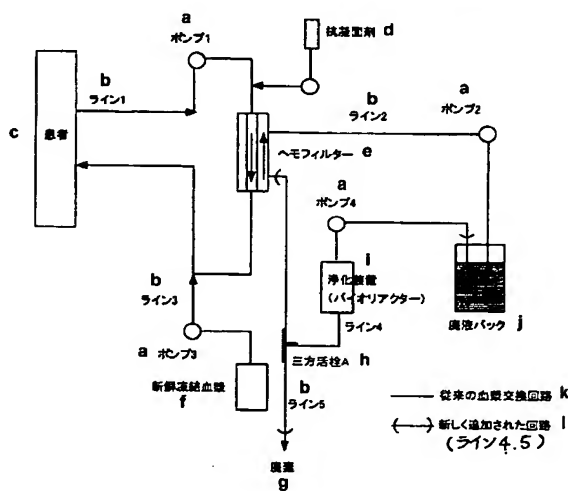 a
ポンプ1
抗凝固剤 d
b
ライン1
a
ポンプ2
b
ライン2
c 患者
ヘモフィルター e
a
ポンプ4
i
浄化装置
(バイオリアクター)
b
ライン3
ライン4
廃液バック j
三方活栓A h
a ポンプ3
新鮮凍結血漿
f
b
ライン5
従来の血漿交換回路 k
新しく追加された回路 l
(ライン4.5)
廃棄
g